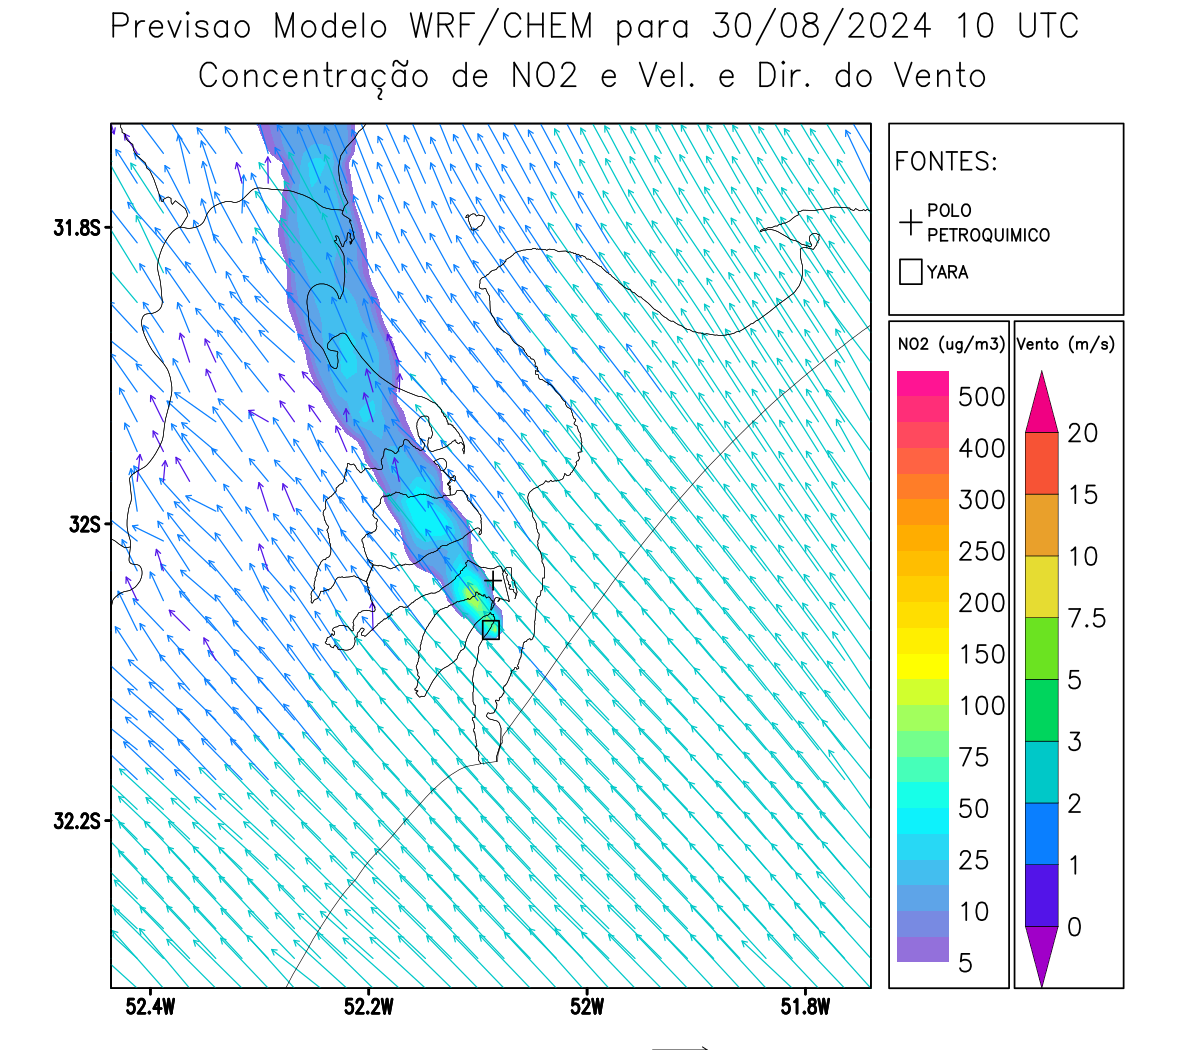 Previsao Modelo WRF/CHEM para 30/08/2024 10 UTC
Concentração de NO2 e Vel. e Dir. do Vento
FONTES:
POLO
PETROQUIMICO
YARA
NO2 (ug/m3)
500
400
300
250
200
150
100
75
50
25
10
5
Vento (m/s)
20
15
10
7.5
5
3
2
1
0
31.8S
32S
32.2S
52.4W
52.2W
52W
51.8W